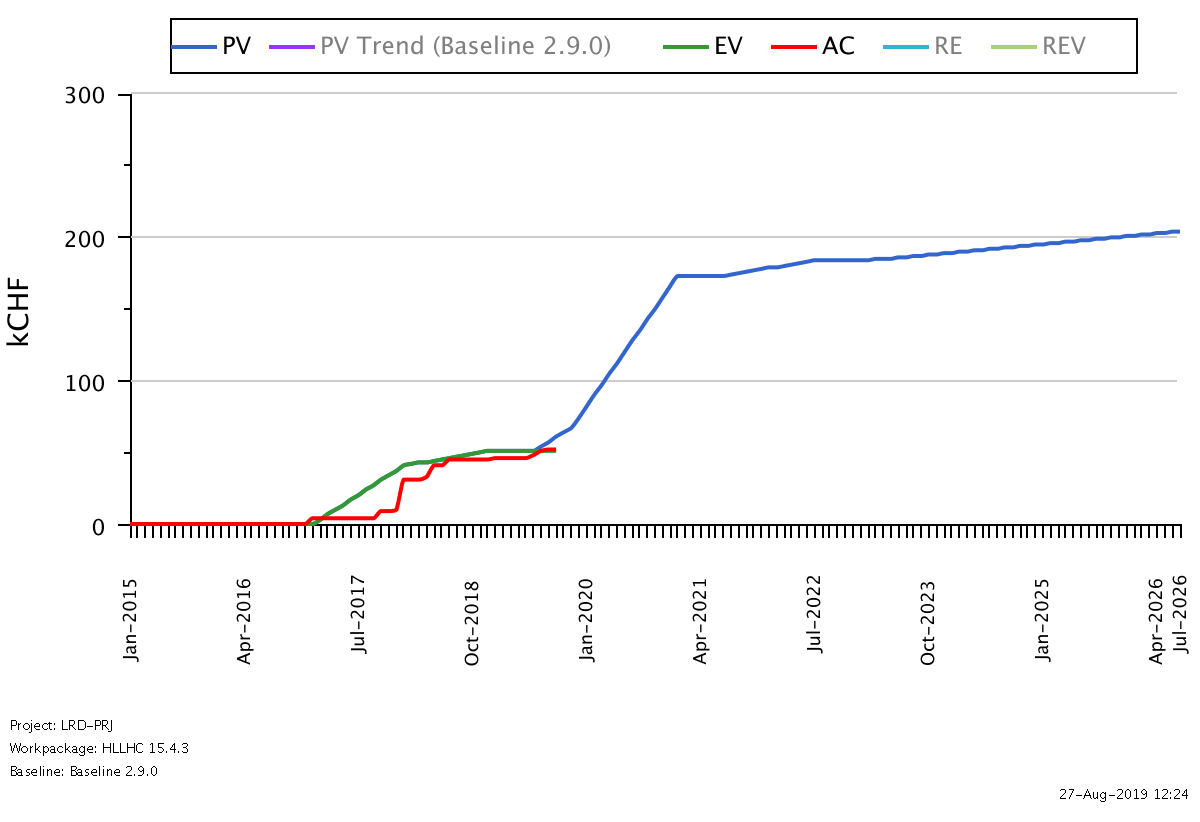 PV PV Trend (Baseline 2.9.0) EV AC RE REV
300
200
100
0
kCHF
Jan-2015 Apr-2016 Jul-2017 Oct-2018 Jan-2020 Apr-2021 Jul-2022 Oct-2023 Jan-2025 Apr-2026 Jul-2026
Project: LRD-PRJ
Workpackage: HLLHC 15.4.3
Baseline: Baseline 2.9.0
27-Aug-2019 12:24